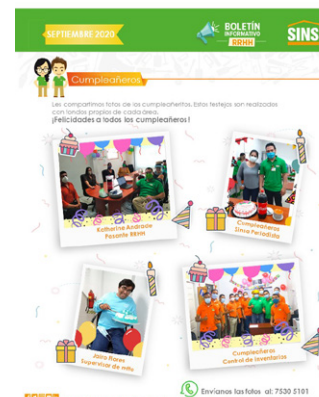 SEPTIEMBRE 2020
BOLETÍN
INFORMATIVO
RRHH
SINS
Cumpleañeros
Les compartimos fotos de los cumpleañeritos. Estos festejos son realizados
con fondos propios de cada área.
¡Felicidades a todos los cumpleañeros!
Katherine Andrade
Pasante RRHH
Cumpleañeros
Sinsa Periodista
Jairo Flores
Supervisor de mtto
Cumpleañeros
Control de inventarios
Envíanos las fotos al: 7530 5101